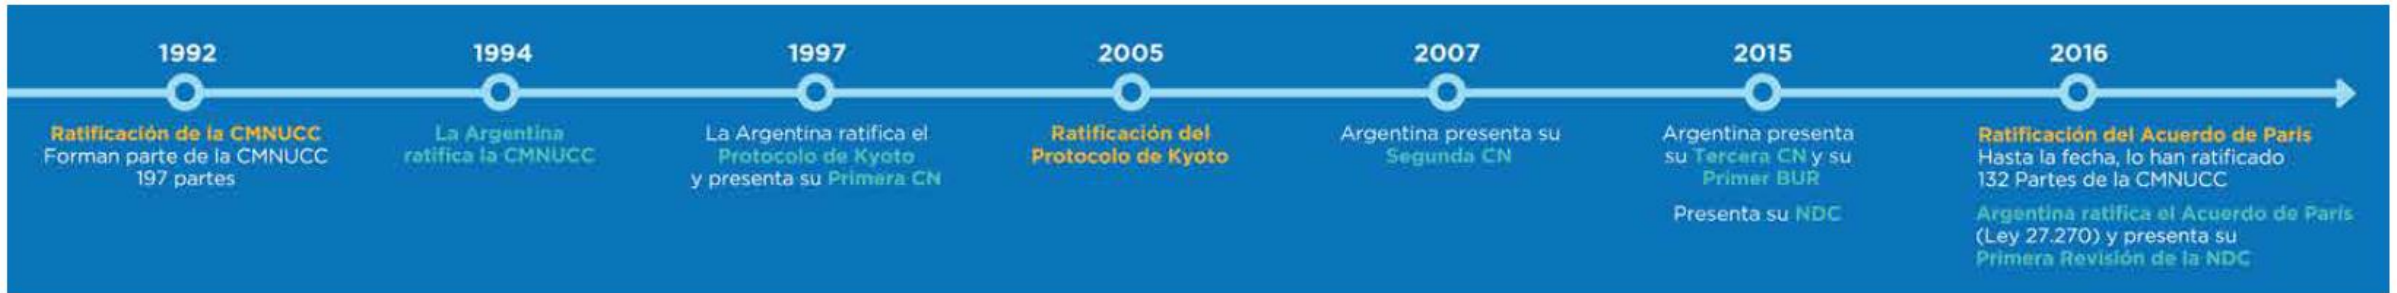 1992
Ratificación de la CMNUCC
Forman parte de la CMNUCC
197 partes
1994
La Argentina
ratifica la CMNUCC
1997
La Argentina ratifica el
Protocolo de Kyoto
y presenta su Primera CN
2005
Ratificación del
Protocolo de Kyoto
2007
Argentina presenta su
Segunda CN
2015
Argentina presenta
su Tercera CN y su
Primer BUR
Presenta su NDC
2016
Ratificación del Acuerdo de París
Hasta la fecha, lo han ratificado
132 Partes de la CMNUCC
Argentina ratifica el Acuerdo de París
(Ley 27.270) y presenta su
Primera Revisión de la NDC